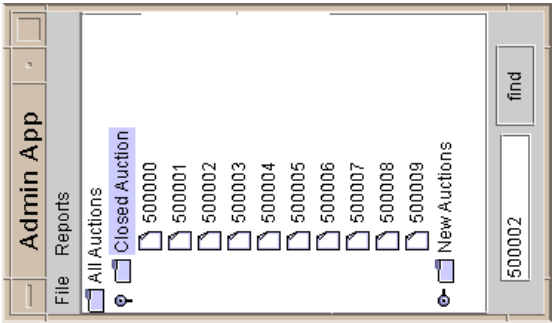 Admin App
File Reports
All Auctions
Closed Auction
500000
500001
500002
500003
500004
500005
500006
500007
500008
500009
New Auctions
500002 find